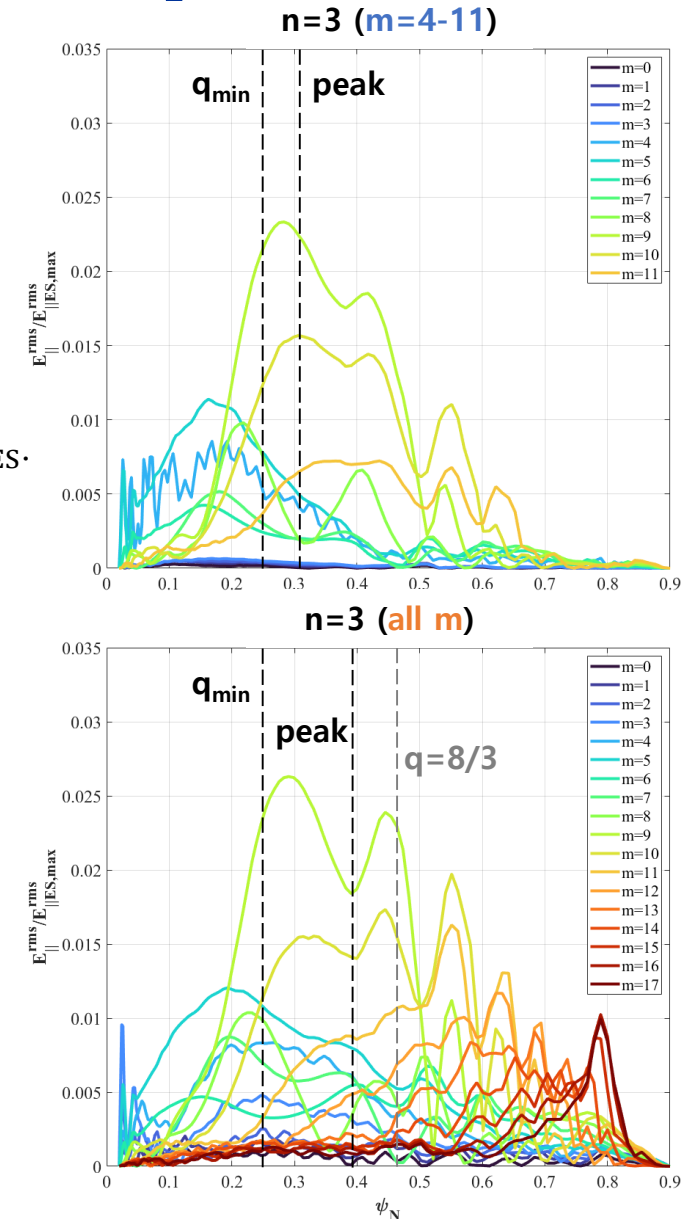 n=3 (m=4-11)
0.035
0.03
0.025
0.02
0.015
0.01
0.005
0
E||^rms/E||ES,max^rms
q_min
peak
m=0
m=1
m=2
m=3
m=4
m=5
m=6
m=7
m=8
m=9
m=10
m=11
0 0.1 0.2 0.3 0.4 0.5 0.6 0.7 0.8 0.9
ES·
n=3 (all m)
0.035
0.03
0.025
0.02
0.015
0.01
0.005
0
E||^rms/E||ES,max^rms
q_min
peak
q=8/3
m=0
m=1
m=2
m=3
m=4
m=5
m=6
m=7
m=8
m=9
m=10
m=11
m=12
m=13
m=14
m=15
m=16
m=17
0 0.1 0.2 0.3 0.4 0.5 0.6 0.7 0.8 0.9
ψ_N